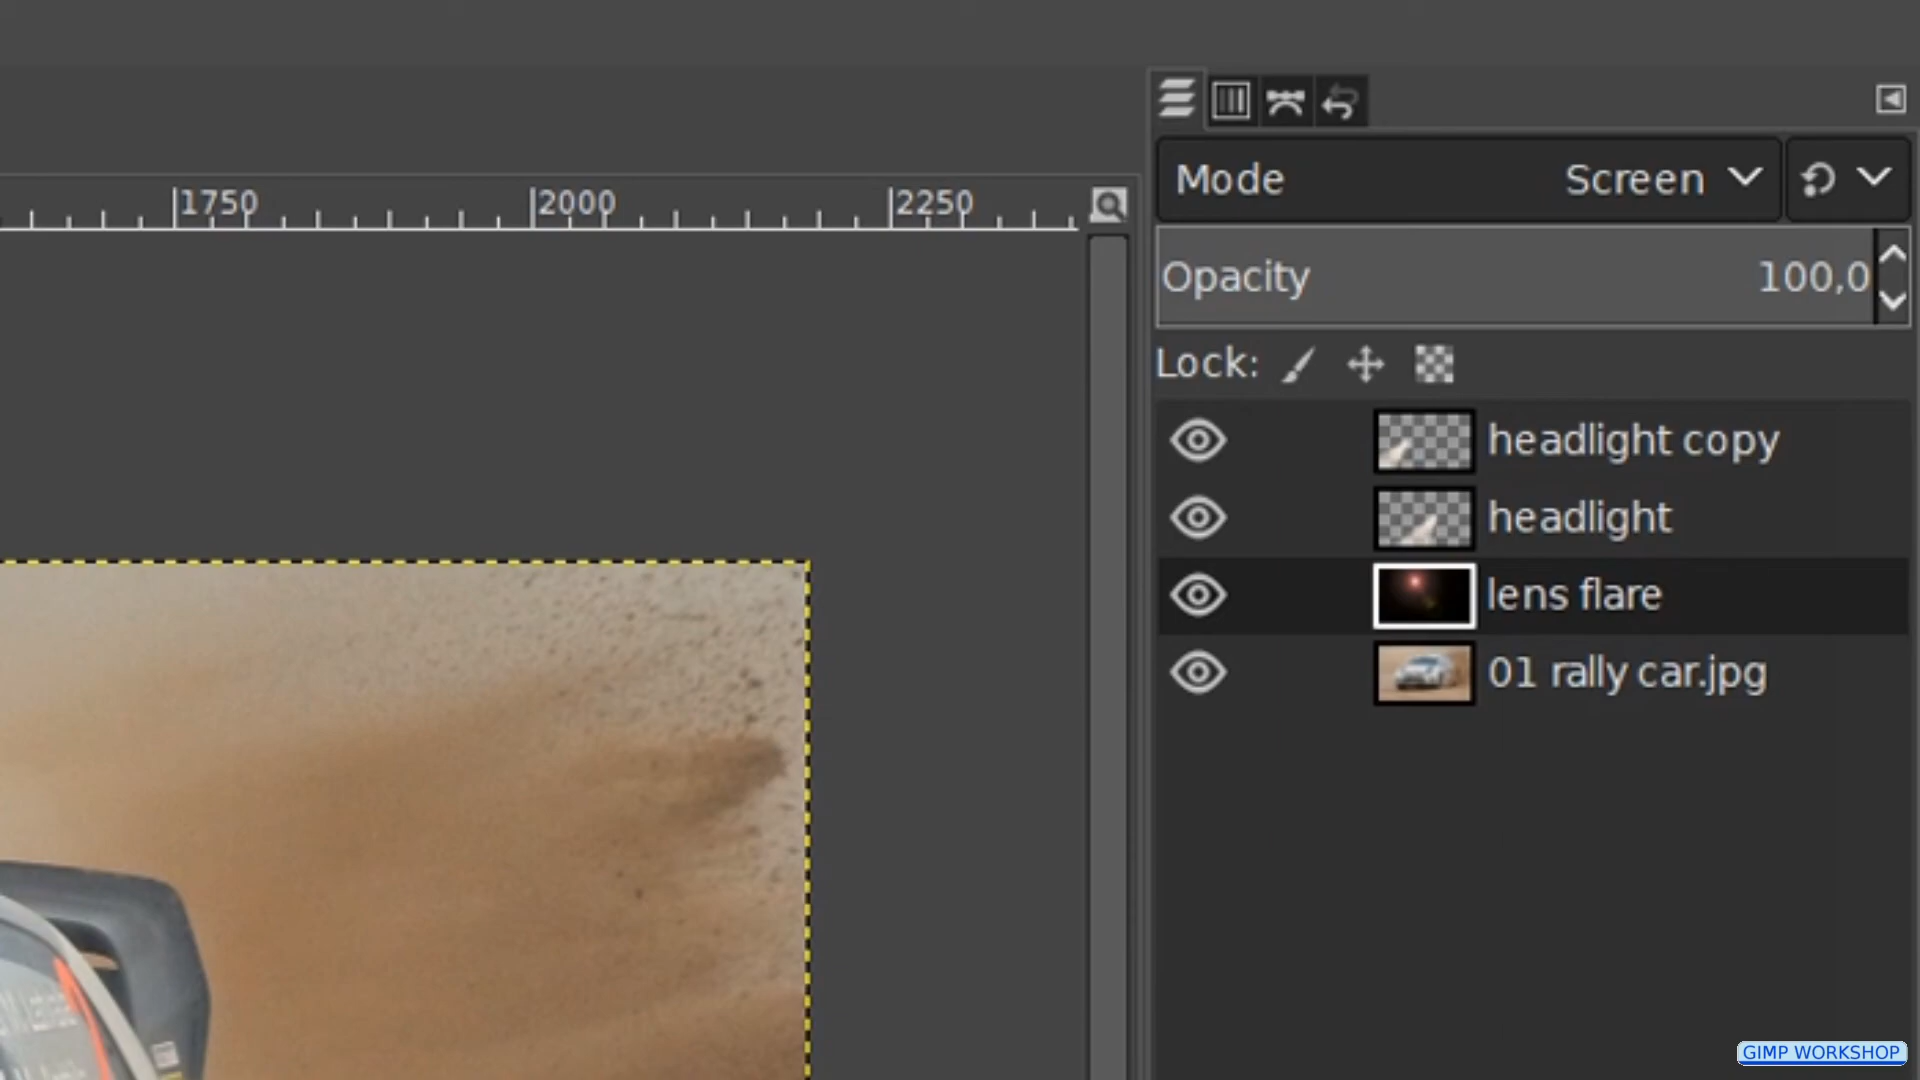 1750 2000 2250
Mode Screen
Opacity 100,0
Lock:
headlight copy
headlight
lens flare
01 rally car.jpg
GIMP WORKSHOP